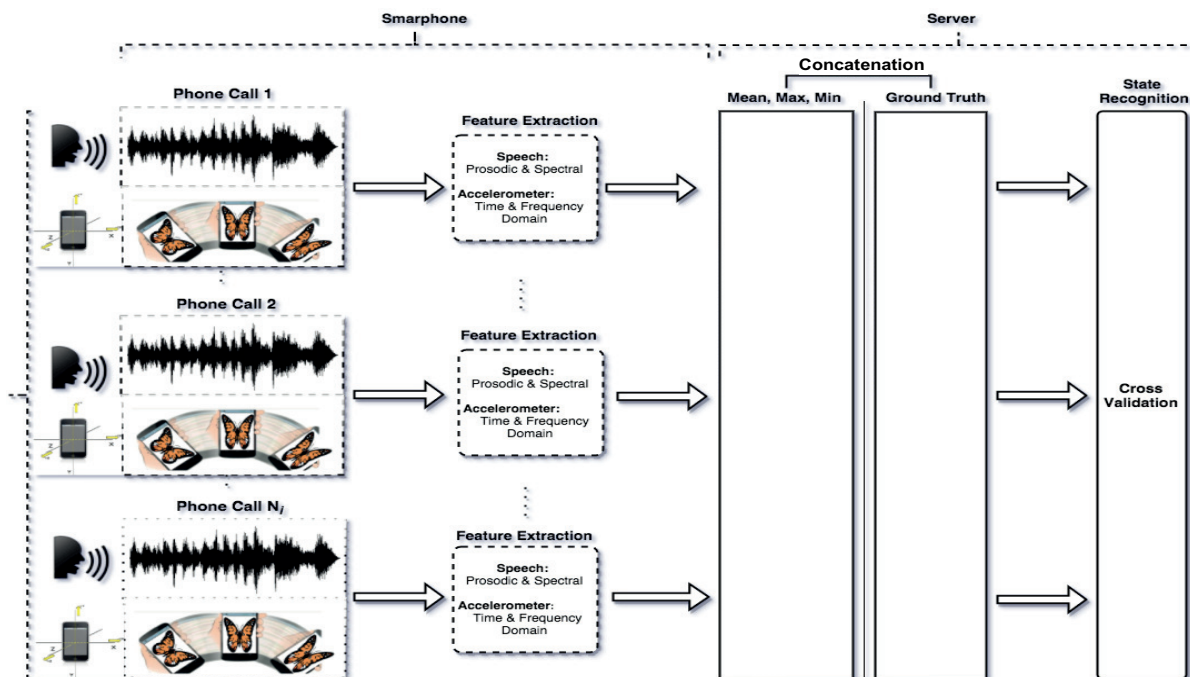 Smarphone
Server
Concatenation
Mean, Max, Min
Ground Truth
State
Recognition
Phone Call 1
Feature Extraction
Speech:
Prosodic & Spectral
Accelerometer:
Time & Frequency
Domain
Phone Call 2
Feature Extraction
Speech:
Prosodic & Spectral
Accelerometer:
Time & Frequency
Domain
Cross
Validation
Phone Call Ni
Feature Extraction
Speech:
Prosodic & Spectral
Accelerometer:
Time & Frequency
Domain